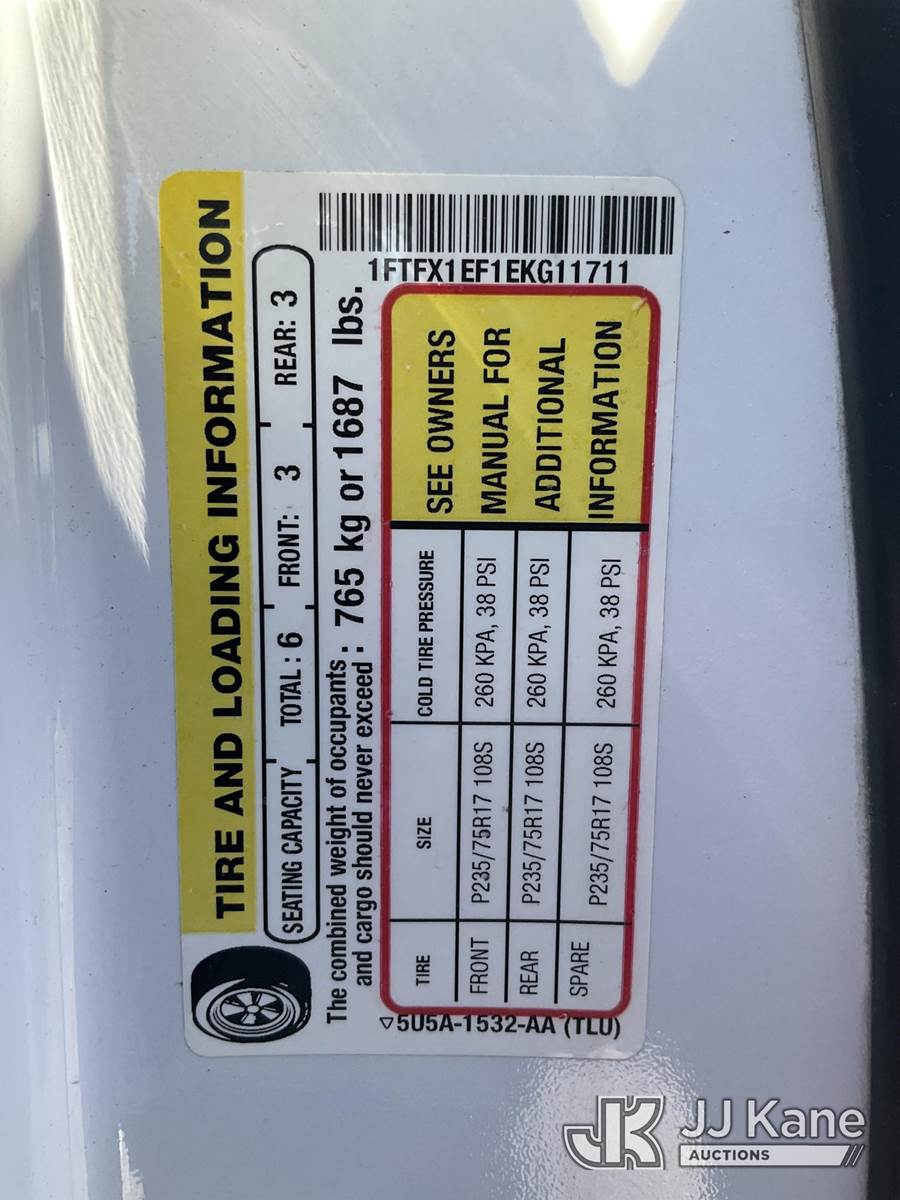 TIRE AND LOADING INFORMATION
SEATING CAPACITY TOTAL : 6 FRONT: 3 REAR: 3
The combined weight of occupants and cargo should never exceed : 765 kg or 1687 lbs.
1FTFX1EF1EKG11711
TIRE SIZE COLD TIRE PRESSURE
FRONT P235/75R17 108S 260 KPA, 38 PSI
REAR P235/75R17 108S 260 KPA, 38 PSI
SPARE P235/75R17 108S 260 KPA, 38 PSI
SEE OWNERS
MANUAL FOR
ADDITIONAL
INFORMATION
5U5A-1532-AA (TLU)
JK JJ Kane
AUCTIONS